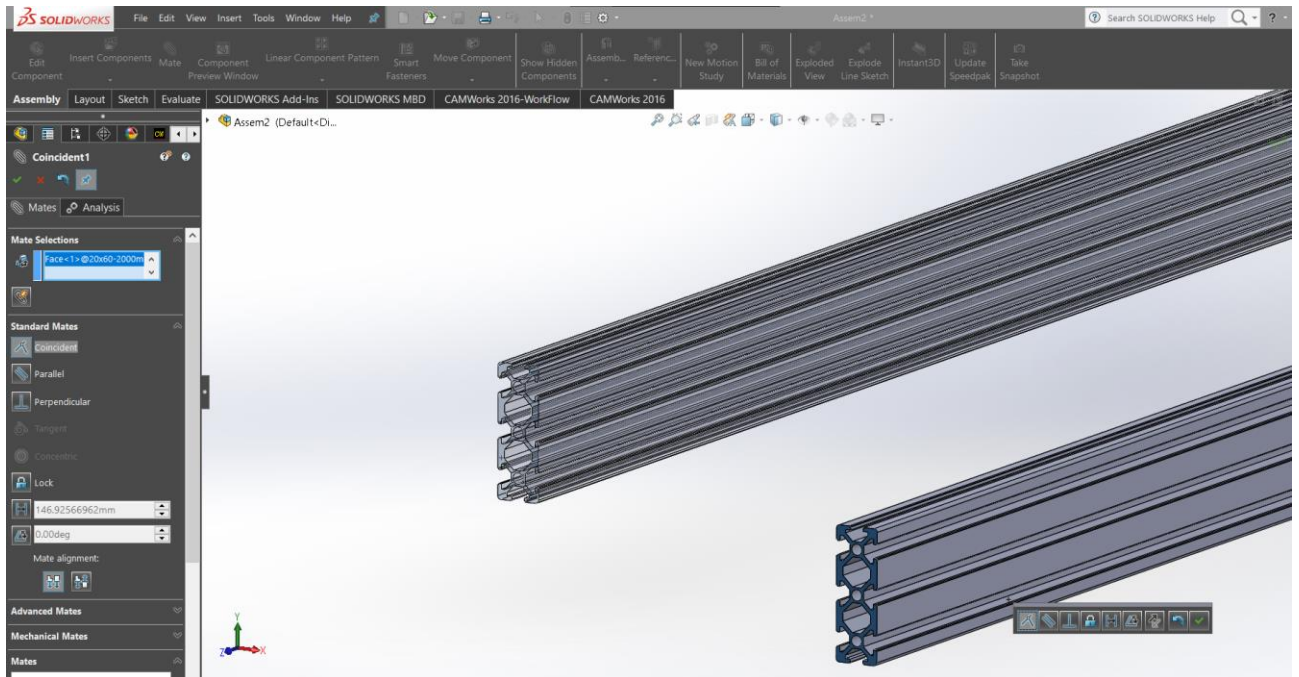 SOLIDWORKS File Edit View Insert Tools Window Help Assem2 * Search SOLIDWORKS Help ?
Edit Component
Insert Components
Mate
Component Preview Window
Linear Component Pattern
Smart Fasteners
Move Component
Show Hidden Components
Assemb...
Referenc...
New Motion Study
Bill of Materials
Exploded View
Explode Line Sketch
Instant3D
Update Speedpak
Take Snapshot
Assembly Layout Sketch Evaluate SOLIDWORKS Add-Ins SOLIDWORKS MBD CAMWorks 2016-WorkFlow CAMWorks 2016
Assem2 (Default<Di...
Coincident1
Mates Analysis
Mate Selections
Face<1>@20x60-2000m
Standard Mates
Coincident
Parallel
Perpendicular
Tangent
Concentric
Lock
146.92566962mm
0.00deg
Mate alignment:
Advanced Mates
Mechanical Mates
Mates
Y
Z X